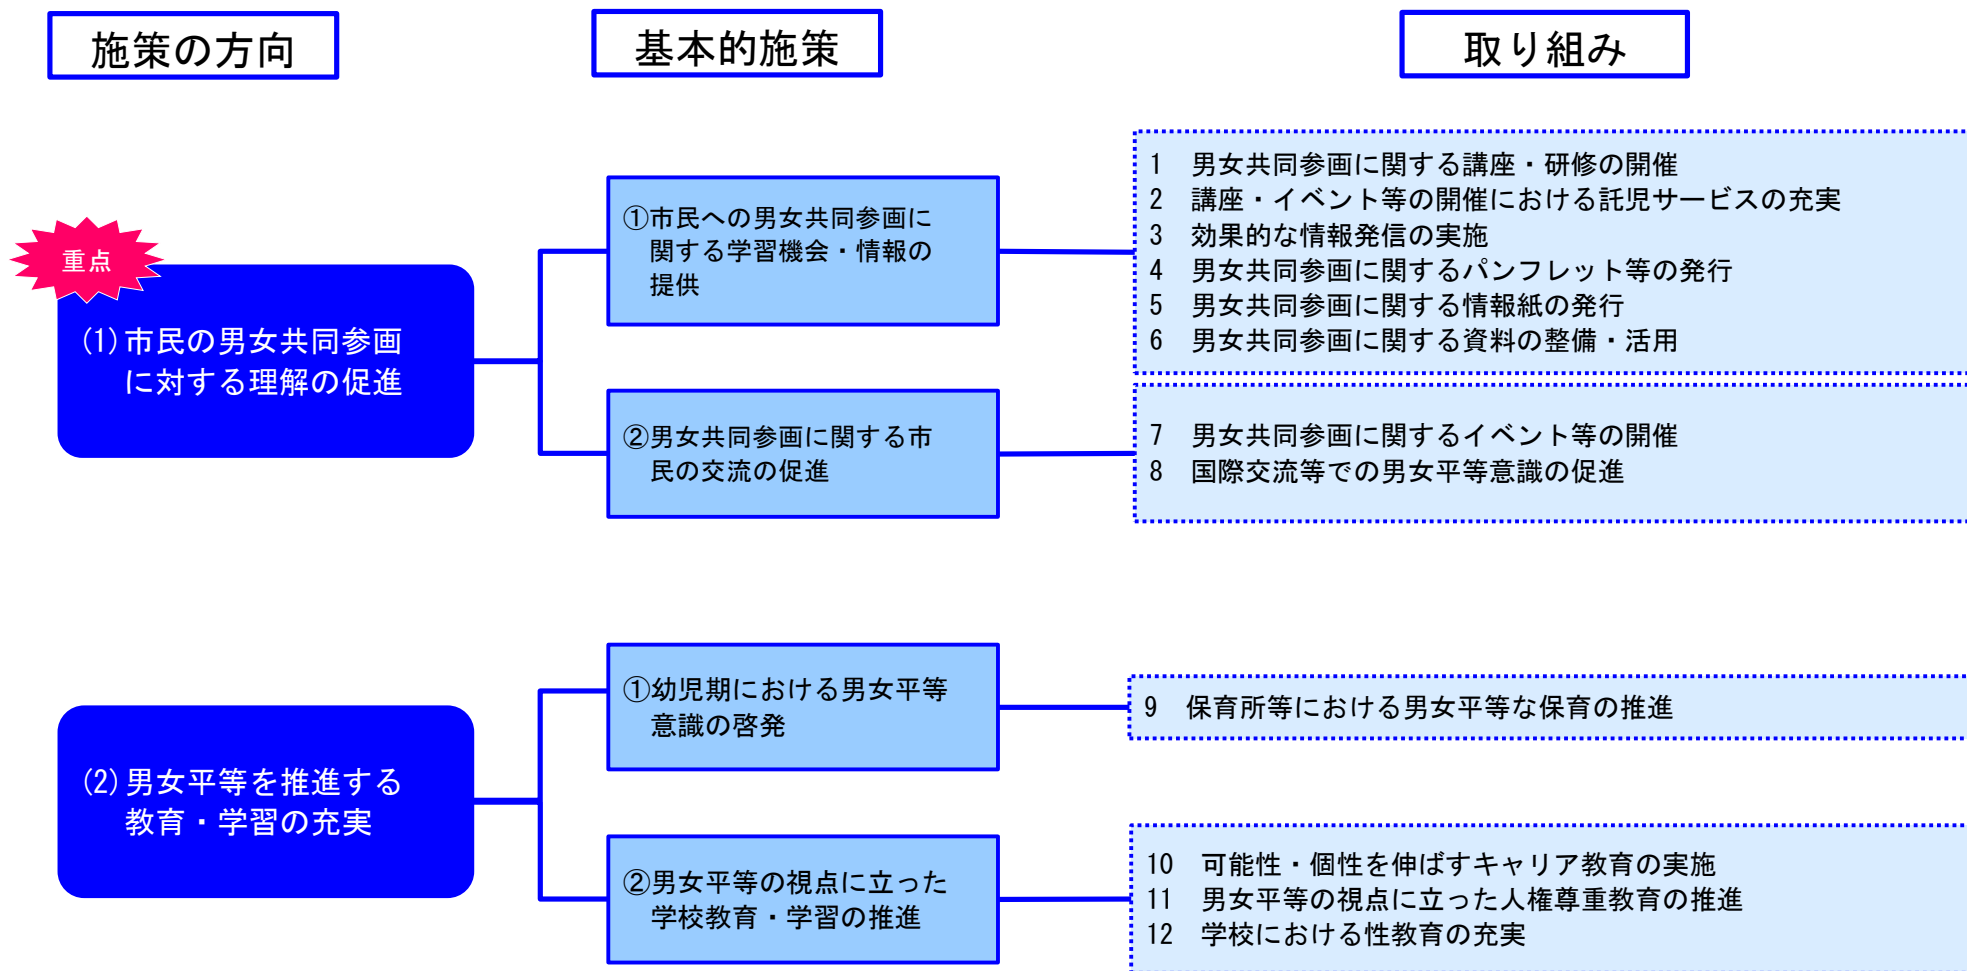 施策の方向
基本的施策
取り組み
重点
(1)市民の男女共同参画
に対する理解の促進
①市民への男女共同参画に
関する学習機会・情報の
提供
1 男女共同参画に関する講座・研修の開催
2 講座・イベント等の開催における託児サービスの充実
3 効果的な情報発信の実施
4 男女共同参画に関するパンフレット等の発行
5 男女共同参画に関する情報紙の発行
6 男女共同参画に関する資料の整備・活用
②男女共同参画に関する市
民の交流の促進
7 男女共同参画に関するイベント等の開催
8 国際交流等での男女平等意識の促進
(2)男女平等を推進する
教育・学習の充実
①幼児期における男女平等
意識の啓発
9 保育所等における男女平等な保育の推進
②男女平等の視点に立った
学校教育・学習の推進
10 可能性・個性を伸ばすキャリア教育の実施
11 男女平等の視点に立った人権尊重教育の推進
12 学校における性教育の充実